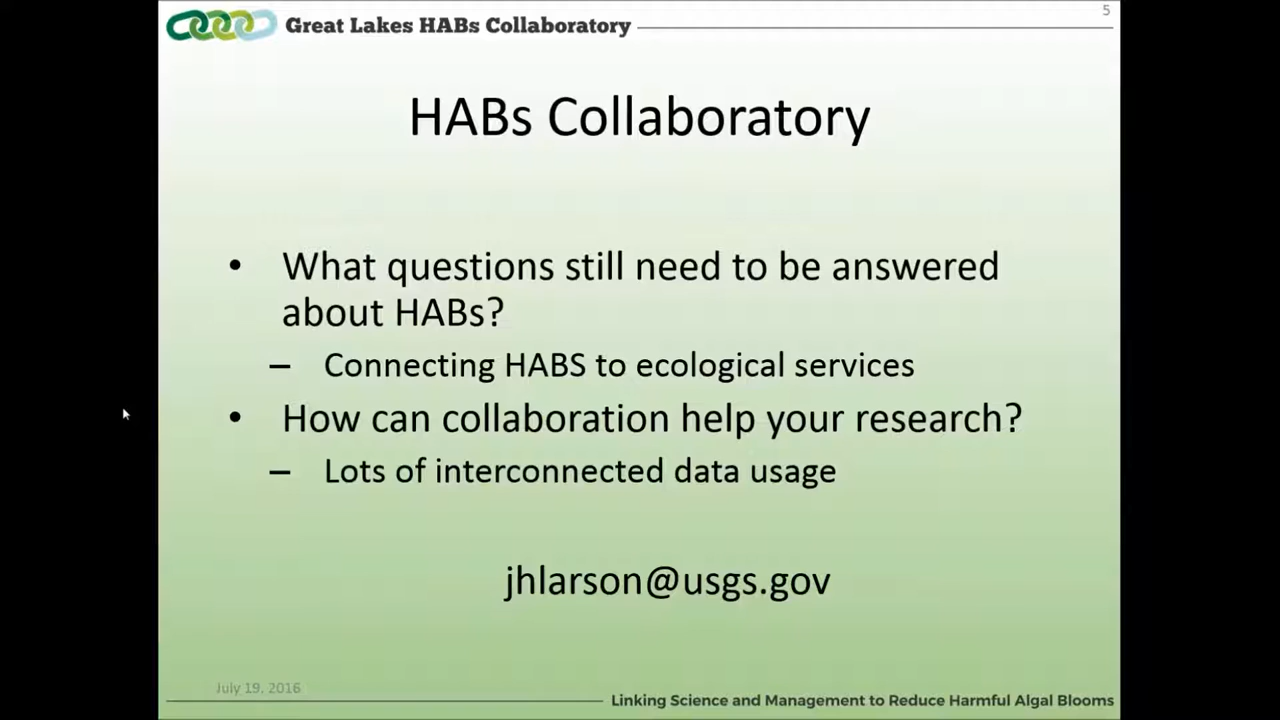 5
Great Lakes HABs Collaboratory
HABs Collaboratory
• What questions still need to be answered
about HABs?
– Connecting HABS to ecological services
• How can collaboration help your research?
– Lots of interconnected data usage
jhlarson@usgs.gov
July 19, 2016
Linking Science and Management to Reduce Harmful Algal Blooms